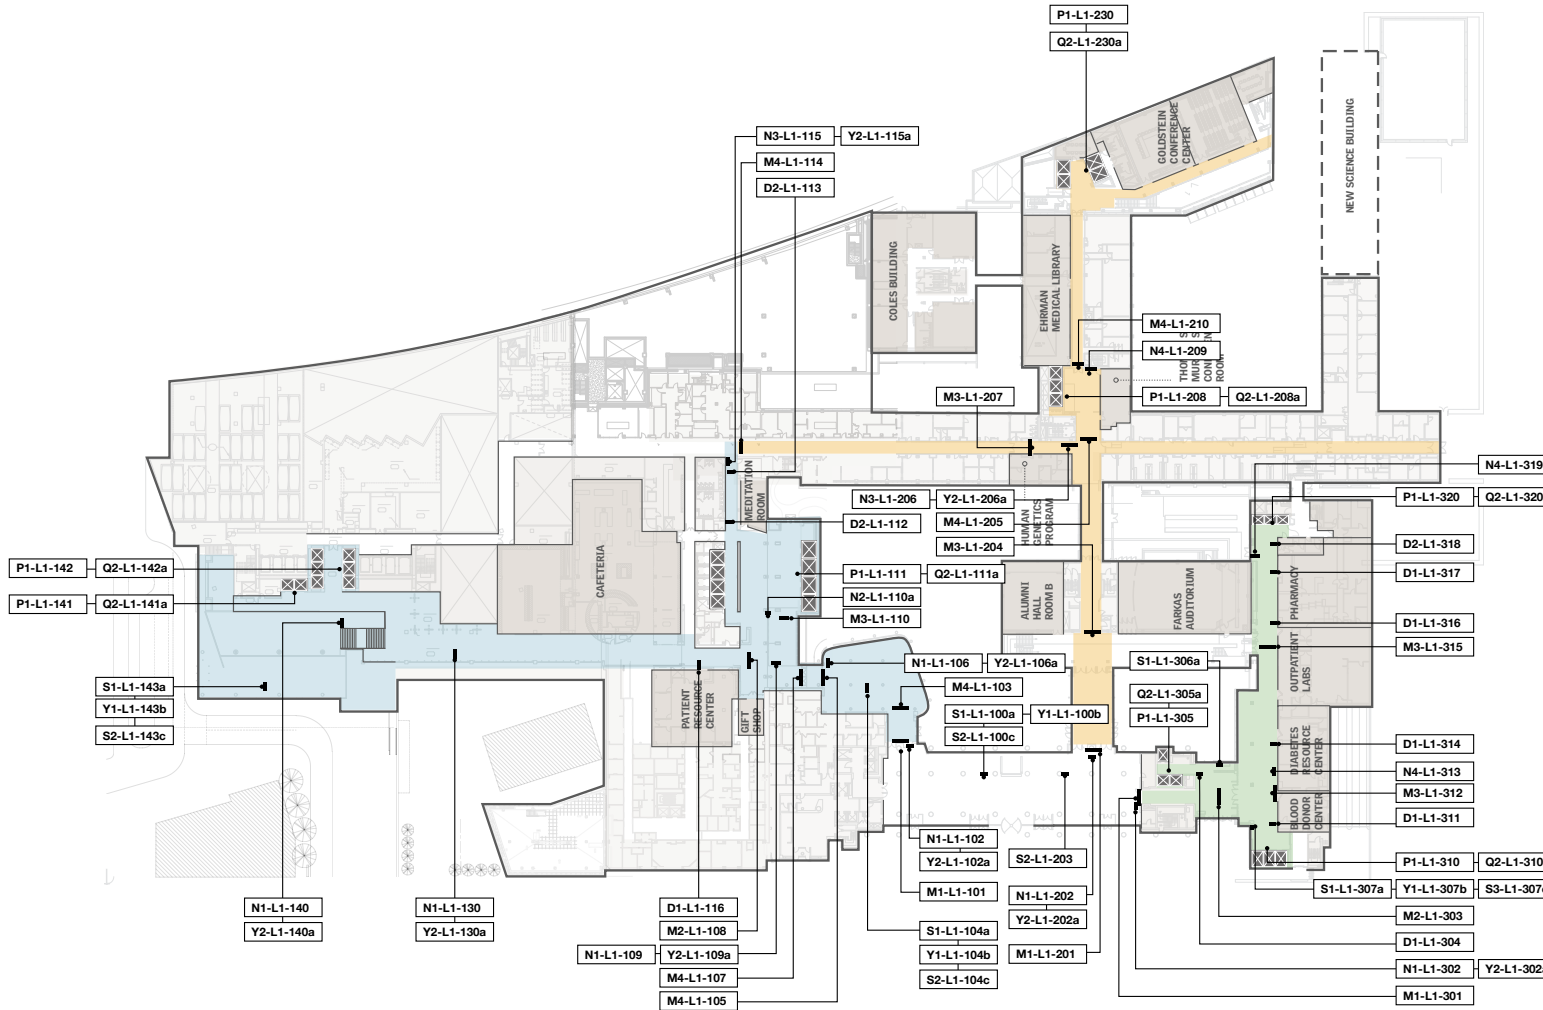 P1-L1-230
Q2-L1-230a
GOLDSTEIN
CONFERENCE
CENTER
NEW SCIENCE BUILDING
N3-L1-115 Y2-L1-115a
M4-L1-114
D2-L1-113
COLES BUILDING
EHRMAN
MEDICAL LIBRARY
M4-L1-210
N4-L1-209
P1-L1-208 Q2-L1-208a
M3-L1-207
N3-L1-206 Y2-L1-206a
M4-L1-205
M3-L1-204
HUMAN
GENETICS
PROGRAM
MEDITATION
ROOM
D2-L1-112
N4-L1-319
P1-L1-320 Q2-L1-320
D2-L1-318
D1-L1-317
PHARMACY
D1-L1-316
M3-L1-315
OUTPATIENT
LABS
P1-L1-142 Q2-L1-142a
P1-L1-141 Q2-L1-141a
CAFETERIA
P1-L1-111 Q2-L1-111a
N2-L1-110a
M3-L1-110
ALUMNI
HALL
ROOM B
FARKAS
AUDITORIUM
N1-L1-106 Y2-L1-106a
M4-L1-103
S1-L1-306a
Q2-L1-305a
P1-L1-305
S1-L1-143a
Y1-L1-143b
S2-L1-143c
PATIENT
RESOURCE
CENTER
GIFT
SHOP
S1-L1-100a Y1-L1-100b
S2-L1-100c
D1-L1-314
DIABETES
RESOURCE
CENTER
N4-L1-313
M3-L1-312
BLOOD
DONOR
CENTER
D1-L1-311
N1-L1-102
Y2-L1-102a
M1-L1-101
S2-L1-203
N1-L1-202
Y2-L1-202a
M1-L1-201
P1-L1-310 Q2-L1-310
S1-L1-307a Y1-L1-307b S3-L1-307
M2-L1-303
D1-L1-304
N1-L1-302 Y2-L1-302
M1-L1-301
N1-L1-140
Y2-L1-140a
N1-L1-130
Y2-L1-130a
D1-L1-116
M2-L1-108
N1-L1-109 Y2-L1-109a
M4-L1-107
M4-L1-105
S1-L1-104a
Y1-L1-104b
S2-L1-104c